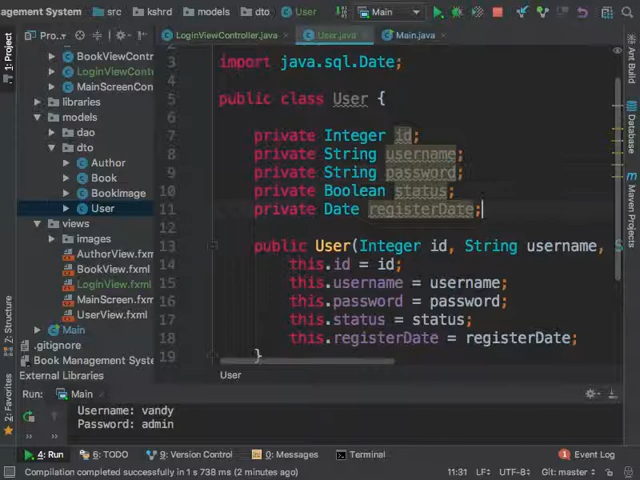 agement System
src
kshrd
models
dto
User
Main
Pro..
LoginViewController.java
User.java
Main.java
1: Project
BookViewContr
LoginViewContr
MainScreenCon
libraries
models
dao
dto
Author
Book
BookImage
User
views
images
AuthorView.fxm
BookView.fxml
LoginView.fxml
MainScreen.fxm
UserView.fxml
Main
.gitignore
Book Management System
External Libraries
3 import java.sql.Date;
4
5 public class User {
6
7 private Integer id;
8 private String username;
9 private String password;
10 private Boolean status;
11 private Date registerDate;
12
13 public User(Integer id, String username, S
14 this.id = id;
15 this.username = username;
16 this.password = password;
17 this.status = status;
18 this.registerDate = registerDate;
19 }
User
Ant Build
Database
Maven Projects
7: Structure
2: Favorites
Run:
Main
Username: vandy
Password: admin
4: Run
6: TODO
9: Version Control
0: Messages
Terminal
Event Log
Compilation completed successfully in 1 s 738 ms (2 minutes ago)
11:31
LF
UTF-8
Git: master